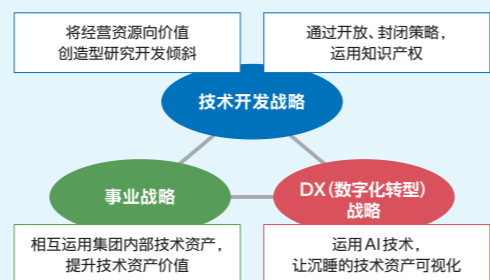 将经营资源向价值
创造型研究开发倾斜
通过开放、封闭策略，
运用知识产权
技术开发战略
事业战略
DX（数字化转型）
战略
相互运用集团内部技术资产，
提升技术资产价值
运用AI技术，
让沉睡的技术资产可视化